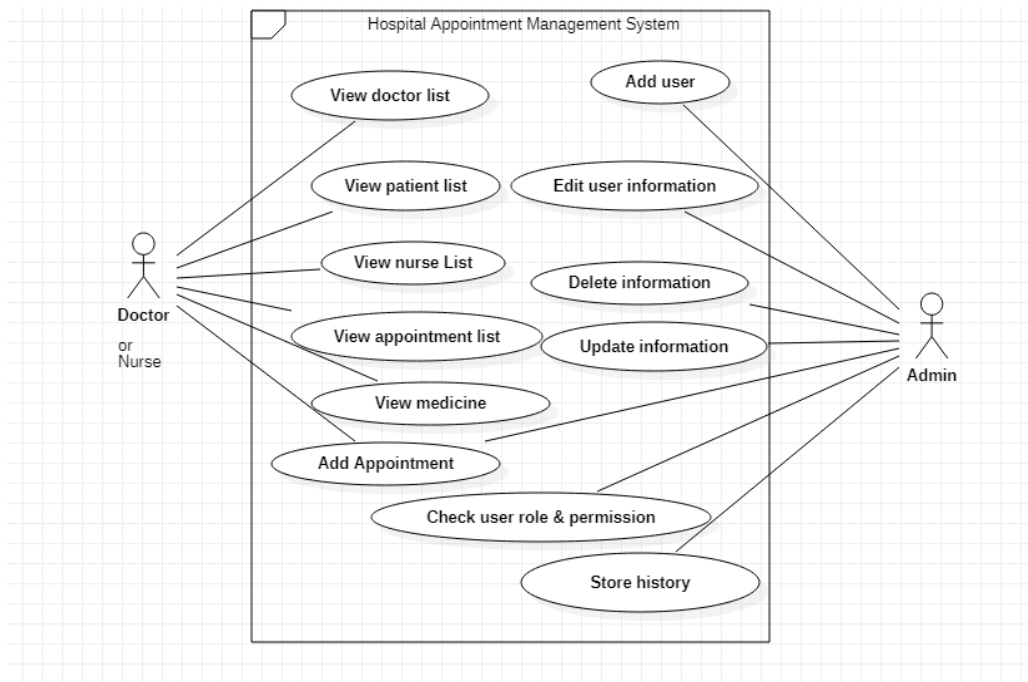 Hospital Appointment Management System
View doctor list
Add user
View patient list
Edit user information
View nurse List
Delete information
View appointment list
Update information
View medicine
Add Appointment
Check user role & permission
Store history
Doctor
or
Nurse
Admin